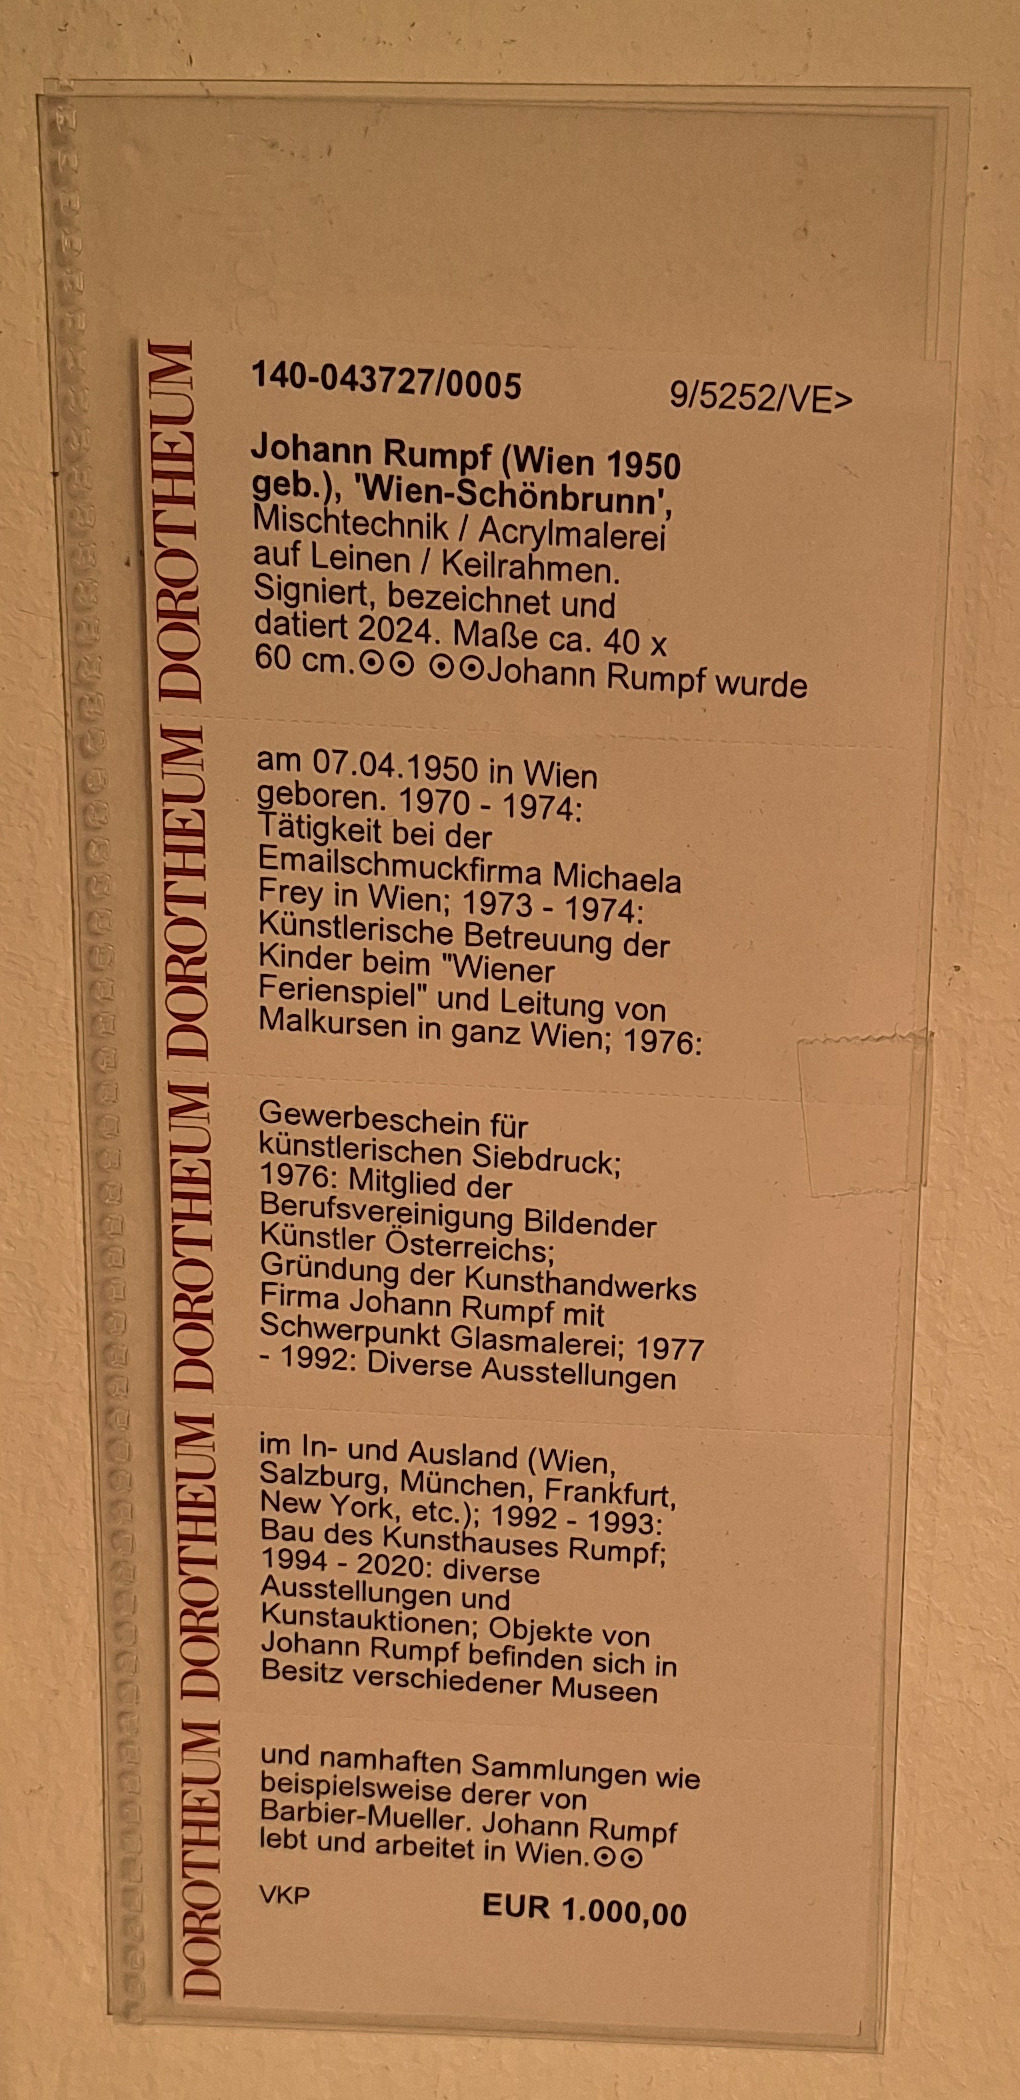 DOROTHEUM DOROTHEUM DOROTHEUM DOROTHEUM DOROTHEUM
140-043727/0005 9/5252/VE>
Johann Rumpf (Wien 1950
geb.), 'Wien-Schönbrunn',
Mischtechnik / Acrylmalerei
auf Leinen / Keilrahmen.
Signiert, bezeichnet und
datiert 2024. Maße ca. 40 x
60 cm.⊙⊙ ⊙⊙Johann Rumpf wurde
am 07.04.1950 in Wien
geboren. 1970 - 1974:
Tätigkeit bei der
Emailschmuckfirma Michaela
Frey in Wien; 1973 - 1974:
Künstlerische Betreuung der
Kinder beim "Wiener
Ferienspiel" und Leitung von
Malkursen in ganz Wien; 1976:
Gewerbeschein für
künstlerischen Siebdruck;
1976: Mitglied der
Berufsvereinigung Bildender
Künstler Österreichs;
Gründung der Kunsthandwerks
Firma Johann Rumpf mit
Schwerpunkt Glasmalerei; 1977
- 1992: Diverse Ausstellungen
im In- und Ausland (Wien,
Salzburg, München, Frankfurt,
New York, etc.); 1992 - 1993:
Bau des Kunsthauses Rumpf;
1994 - 2020: diverse
Ausstellungen und
Kunstauktionen; Objekte von
Johann Rumpf befinden sich in
Besitz verschiedener Museen
und namhaften Sammlungen wie
beispielsweise derer von
Barbier-Mueller. Johann Rumpf
lebt und arbeitet in Wien.⊙⊙
VKP EUR 1.000,00